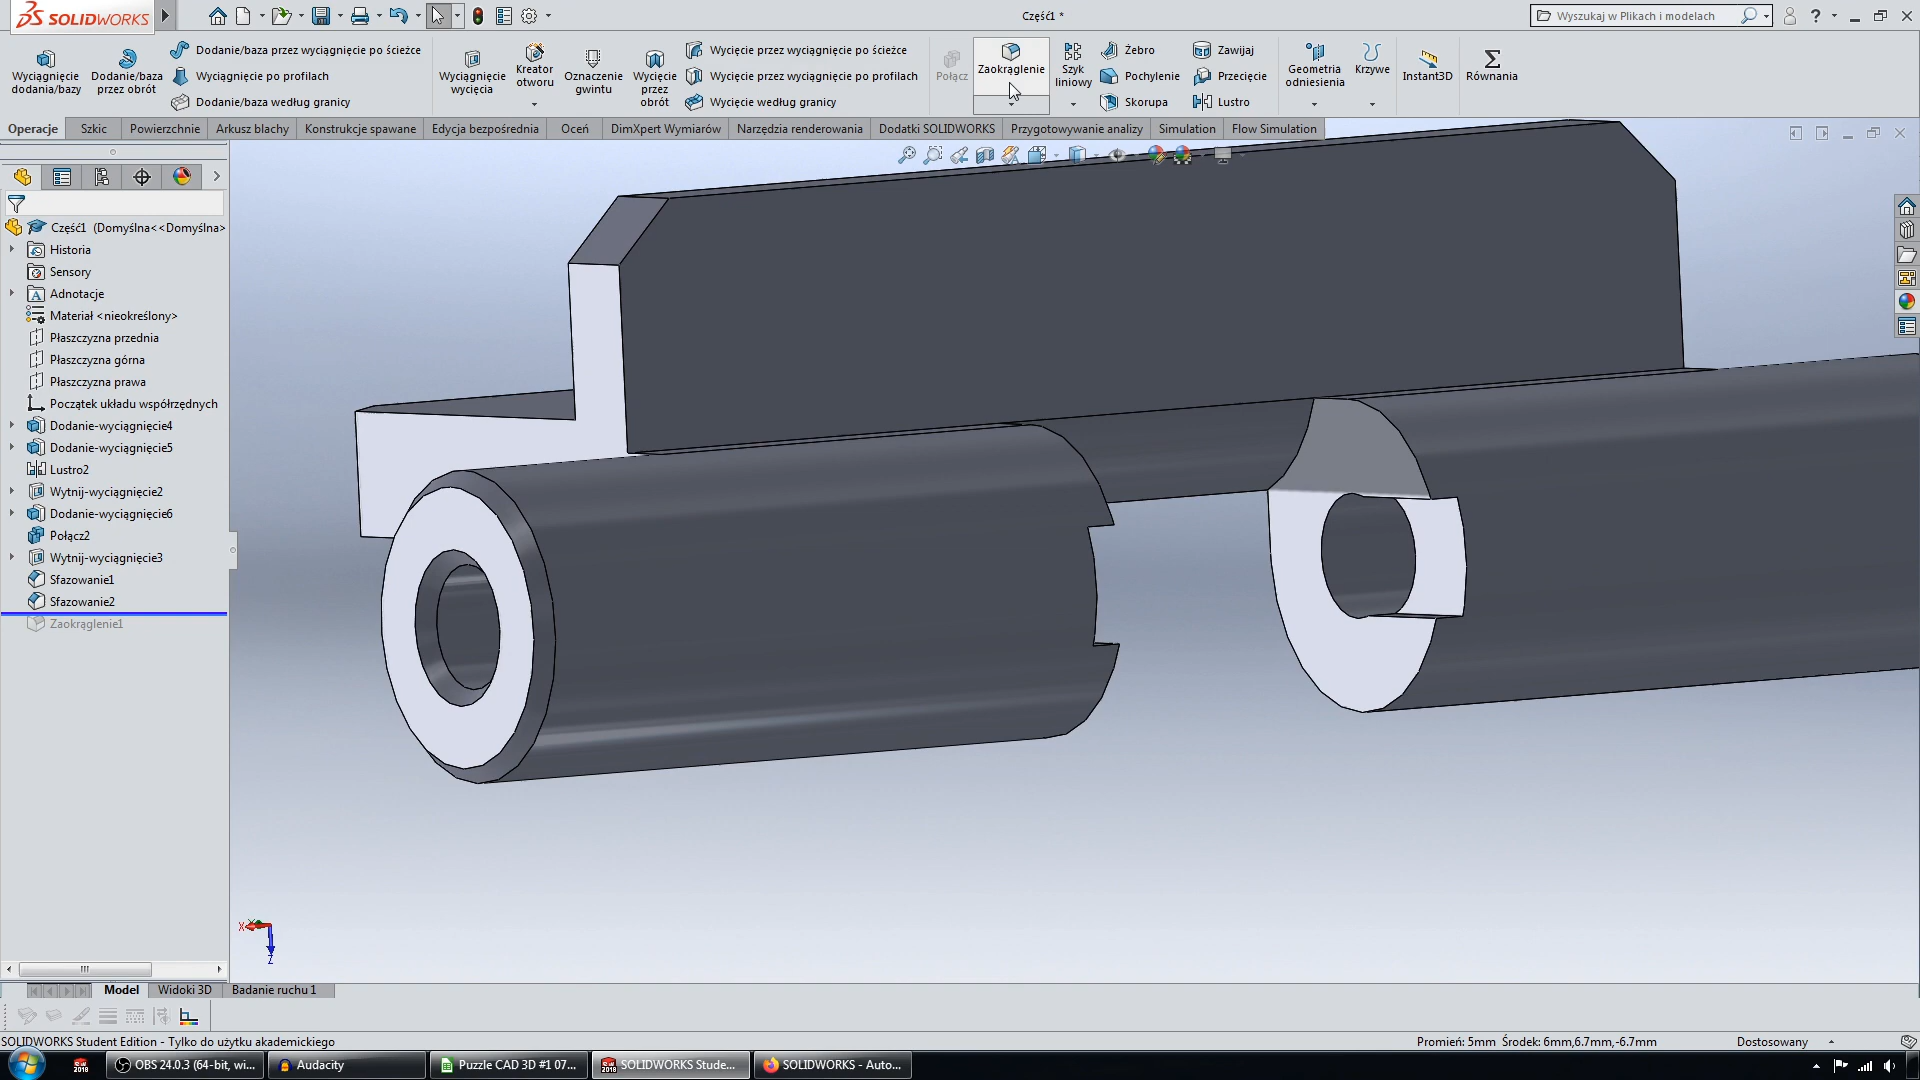 SOLIDWORKS
Część1 *
Wyszukaj w Plikach i modelach
Wyciągnięcie dodania/bazy
Dodanie/baza przez obrót
Dodanie/baza przez wyciągnięcie po ścieżce
Wyciągnięcie po profilach
Dodanie/baza według granicy
Wyciągnięcie wycięcia
Kreator otworu
Oznaczenie gwintu
Wycięcie przez obrót
Wycięcie przez wyciągnięcie po ścieżce
Wycięcie przez wyciągnięcie po profilach
Wycięcie według granicy
Połącz
Zaokrąglenie
Szyk liniowy
Żebro
Pochylenie
Skorupa
Zawijaj
Przecięcie
Lustro
Geometria odniesienia
Krzywe
Instant3D
Równania
Operacje
Szkic
Powierzchnie
Arkusz blachy
Konstrukcje spawane
Edycja bezpośrednia
Oceń
DimXpert Wymiarów
Narzędzia renderowania
Dodatki SOLIDWORKS
Przygotowywanie analizy
Simulation
Flow Simulation
Część1 (Domyślna<<Domyślna>
Historia
Sensory
Adnotacje
Materiał <nieokreślony>
Płaszczyzna przednia
Płaszczyzna górna
Płaszczyzna prawa
Początek układu współrzędnych
Dodanie-wyciągnięcie4
Dodanie-wyciągnięcie5
Lustro2
Wytnij-wyciągnięcie2
Dodanie-wyciągnięcie6
Połącz2
Wytnij-wyciągnięcie3
Sfazowanie1
Sfazowanie2
Zaokrąglenie1
X
Z
Model
Widoki 3D
Badanie ruchu 1
SOLIDWORKS Student Edition - Tylko do użytku akademickiego
Promień: 5mm Środek: 6mm,6.7mm,-6.7mm
Dostosowany
OBS 24.0.3 (64-bit, wi...
Audacity
Puzzle CAD 3D #1 07...
SOLIDWORKS Stude...
SOLIDWORKS - Auto...